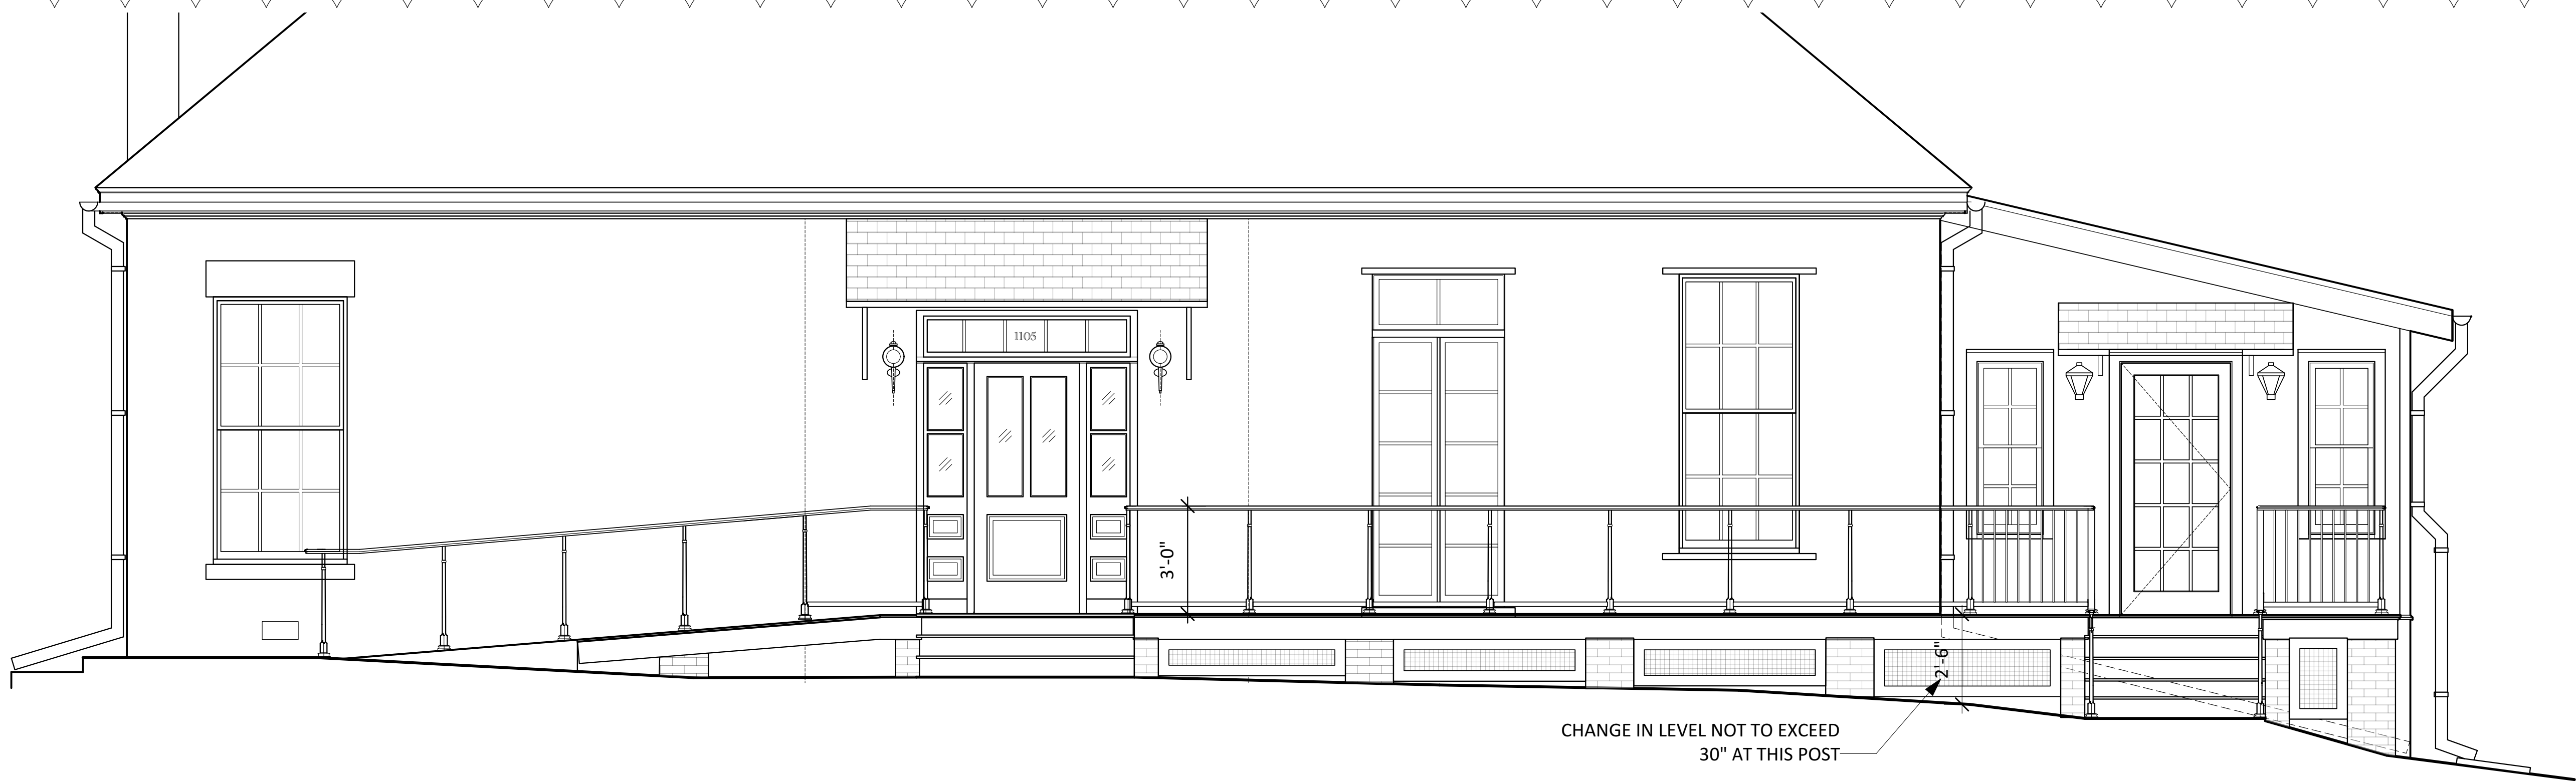 1105
3'-0"
2'-6"
CHANGE IN LEVEL NOT TO EXCEED
30" AT THIS POST